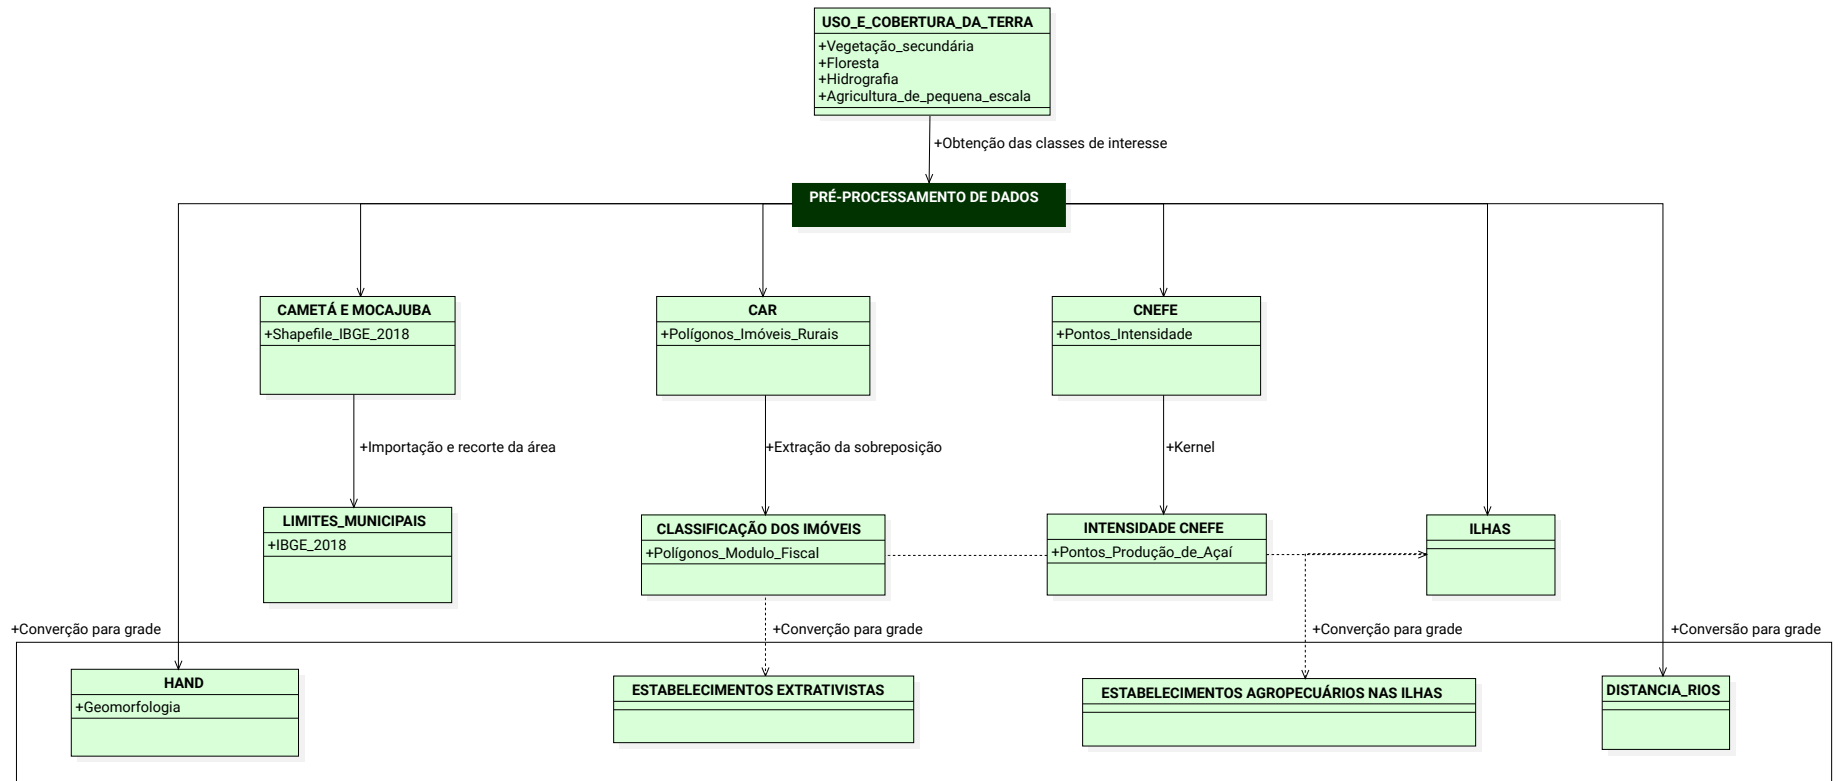 USO_E_COBERTURA_DA_TERRA
+Vegetação_secundária
+Floresta
+Hidrografia
+Agricultura_de_pequena_escala
+Obtenção das classes de interesse
PRÉ-PROCESSAMENTO DE DADOS
CAMETÁ E MOCAJUBA
+Shapefile_IBGE_2018
CAR
+Polígonos_Imóveis_Rurais
CNEFE
+Pontos_Intensidade
+Importação e recorte da área
+Extração da sobreposição
+Kernel
LIMITES_MUNICIPAIS
+IBGE_2018
CLASSIFICAÇÃO DOS IMÓVEIS
+Polígonos_Modulo_Fiscal
INTENSIDADE CNEFE
+Pontos_Produção_de_Açaí
ILHAS
+Converção para grade
+Converção para grade
+Converção para grade
+Conversão para grade
HAND
+Geomorfologia
ESTABELECIMENTOS EXTRATIVISTAS
ESTABELECIMENTOS AGROPECUÁRIOS NAS ILHAS
DISTANCIA_RIOS